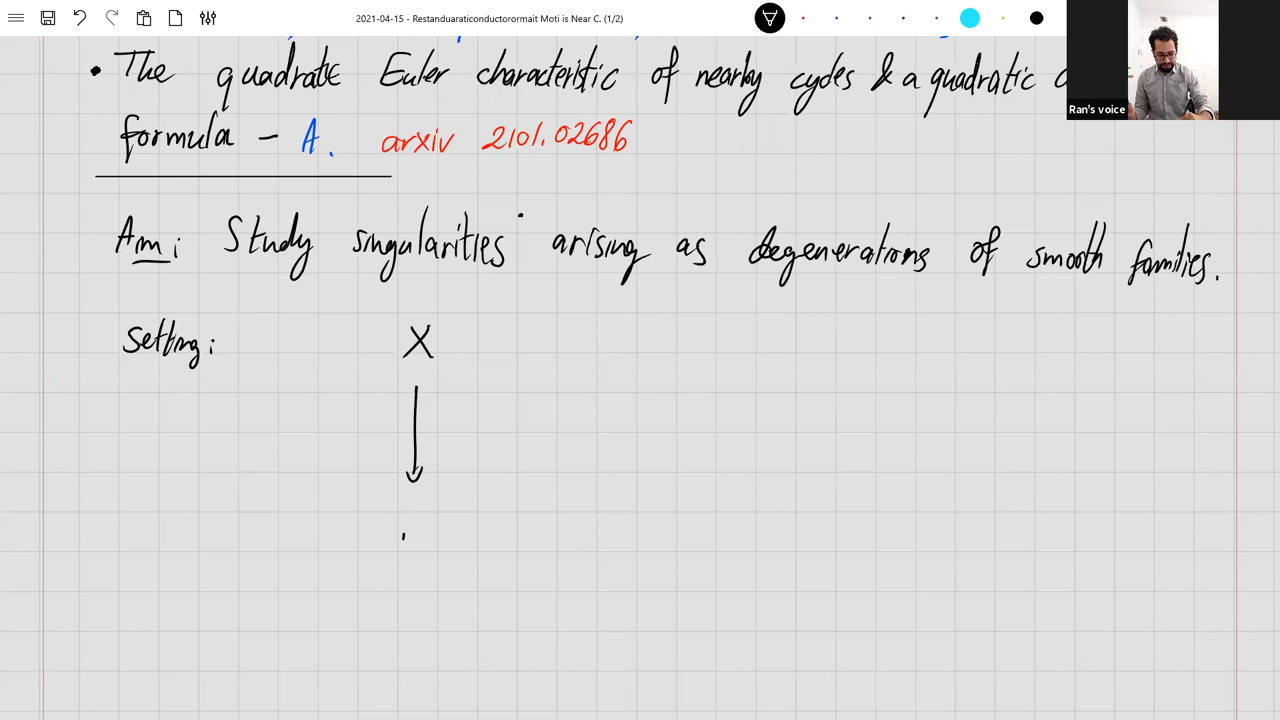 2021-04-15 - Restanduaraticonductorormait Moti is Near C. (1/2)
Ran's voice
• The quadratic Euler characteristic of nearby cycles & a quadratic
formula – A. arxiv 2101.02686
Aim: Study singularities arising as degenerations of smooth families.
Setting: X